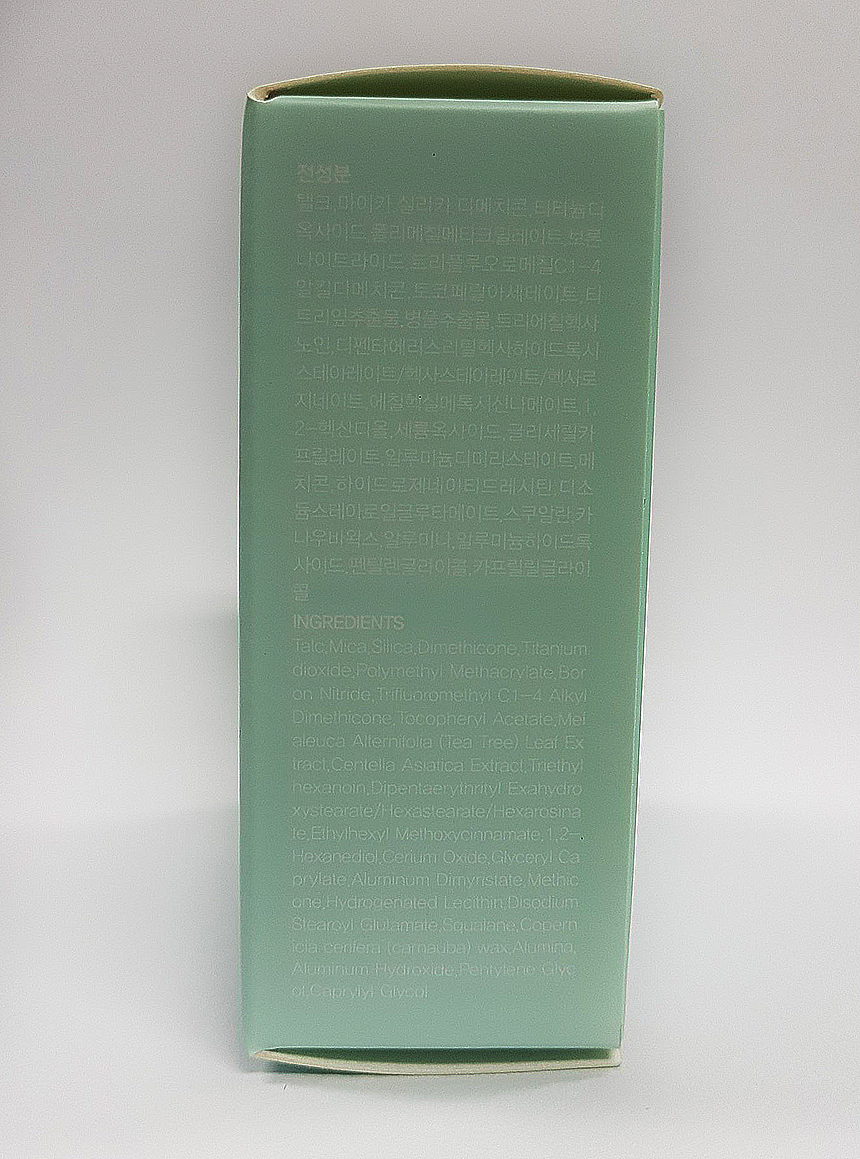 전성분
탤크,마이카,실리카,디메치콘,티타늄디
옥사이드,폴리메칠메타크릴레이트,보론
나이트라이드,트리플루오로메칠C1-4
알킬디메치콘,토코페릴아세테이트,티
트리잎추출물,병풀추출물,트리에칠헥사
노인,디펜타에리스리틸헥사하이드록시
스테아레이트/헥사스테아레이트/헥사로
지네이트,에칠헥실메톡시신나메이트,1,
2-헥산디올,세륨옥사이드,글리세릴카
프릴레이트,알루미늄디미리스테이트,메
치콘,하이드로제네이티드레시틴,디소
듐스테아로일글루타메이트,스쿠알란,카
나우바왁스,알루미나,알루미늄하이드록
사이드,펜틸렌글라이콜,카프릴릴글라이
콜
INGREDIENTS
Talc,Mica,Silica,Dimethicone,Titanium
dioxide,Polymethyl Methacrylate,Bor
on Nitride,Trifluoromethyl C1-4 Alkyl
Dimethicone,Tocopheryl Acetate,Mel
aleuca Alternifolia (Tea Tree) Leaf Ex
tract,Centella Asiatica Extract,Triethyl
hexanoin,Dipentaerythrityl Exahydro
xystearate/Hexastearate/Hexarosina
te,Ethylhexyl Methoxycinnamate,1,2-
Hexanediol,Cerium Oxide,Glyceryl Ca
prylate,Aluminum Dimyristate,Methic
one,Hydrogenated Lecithin,Disodium
Stearoyl Glutamate,Squalane,Copern
icia cerifera (carnauba) wax,Alumina,
Aluminum Hydroxide,Pentylene Glyc
ol,Caprylyl Glycol